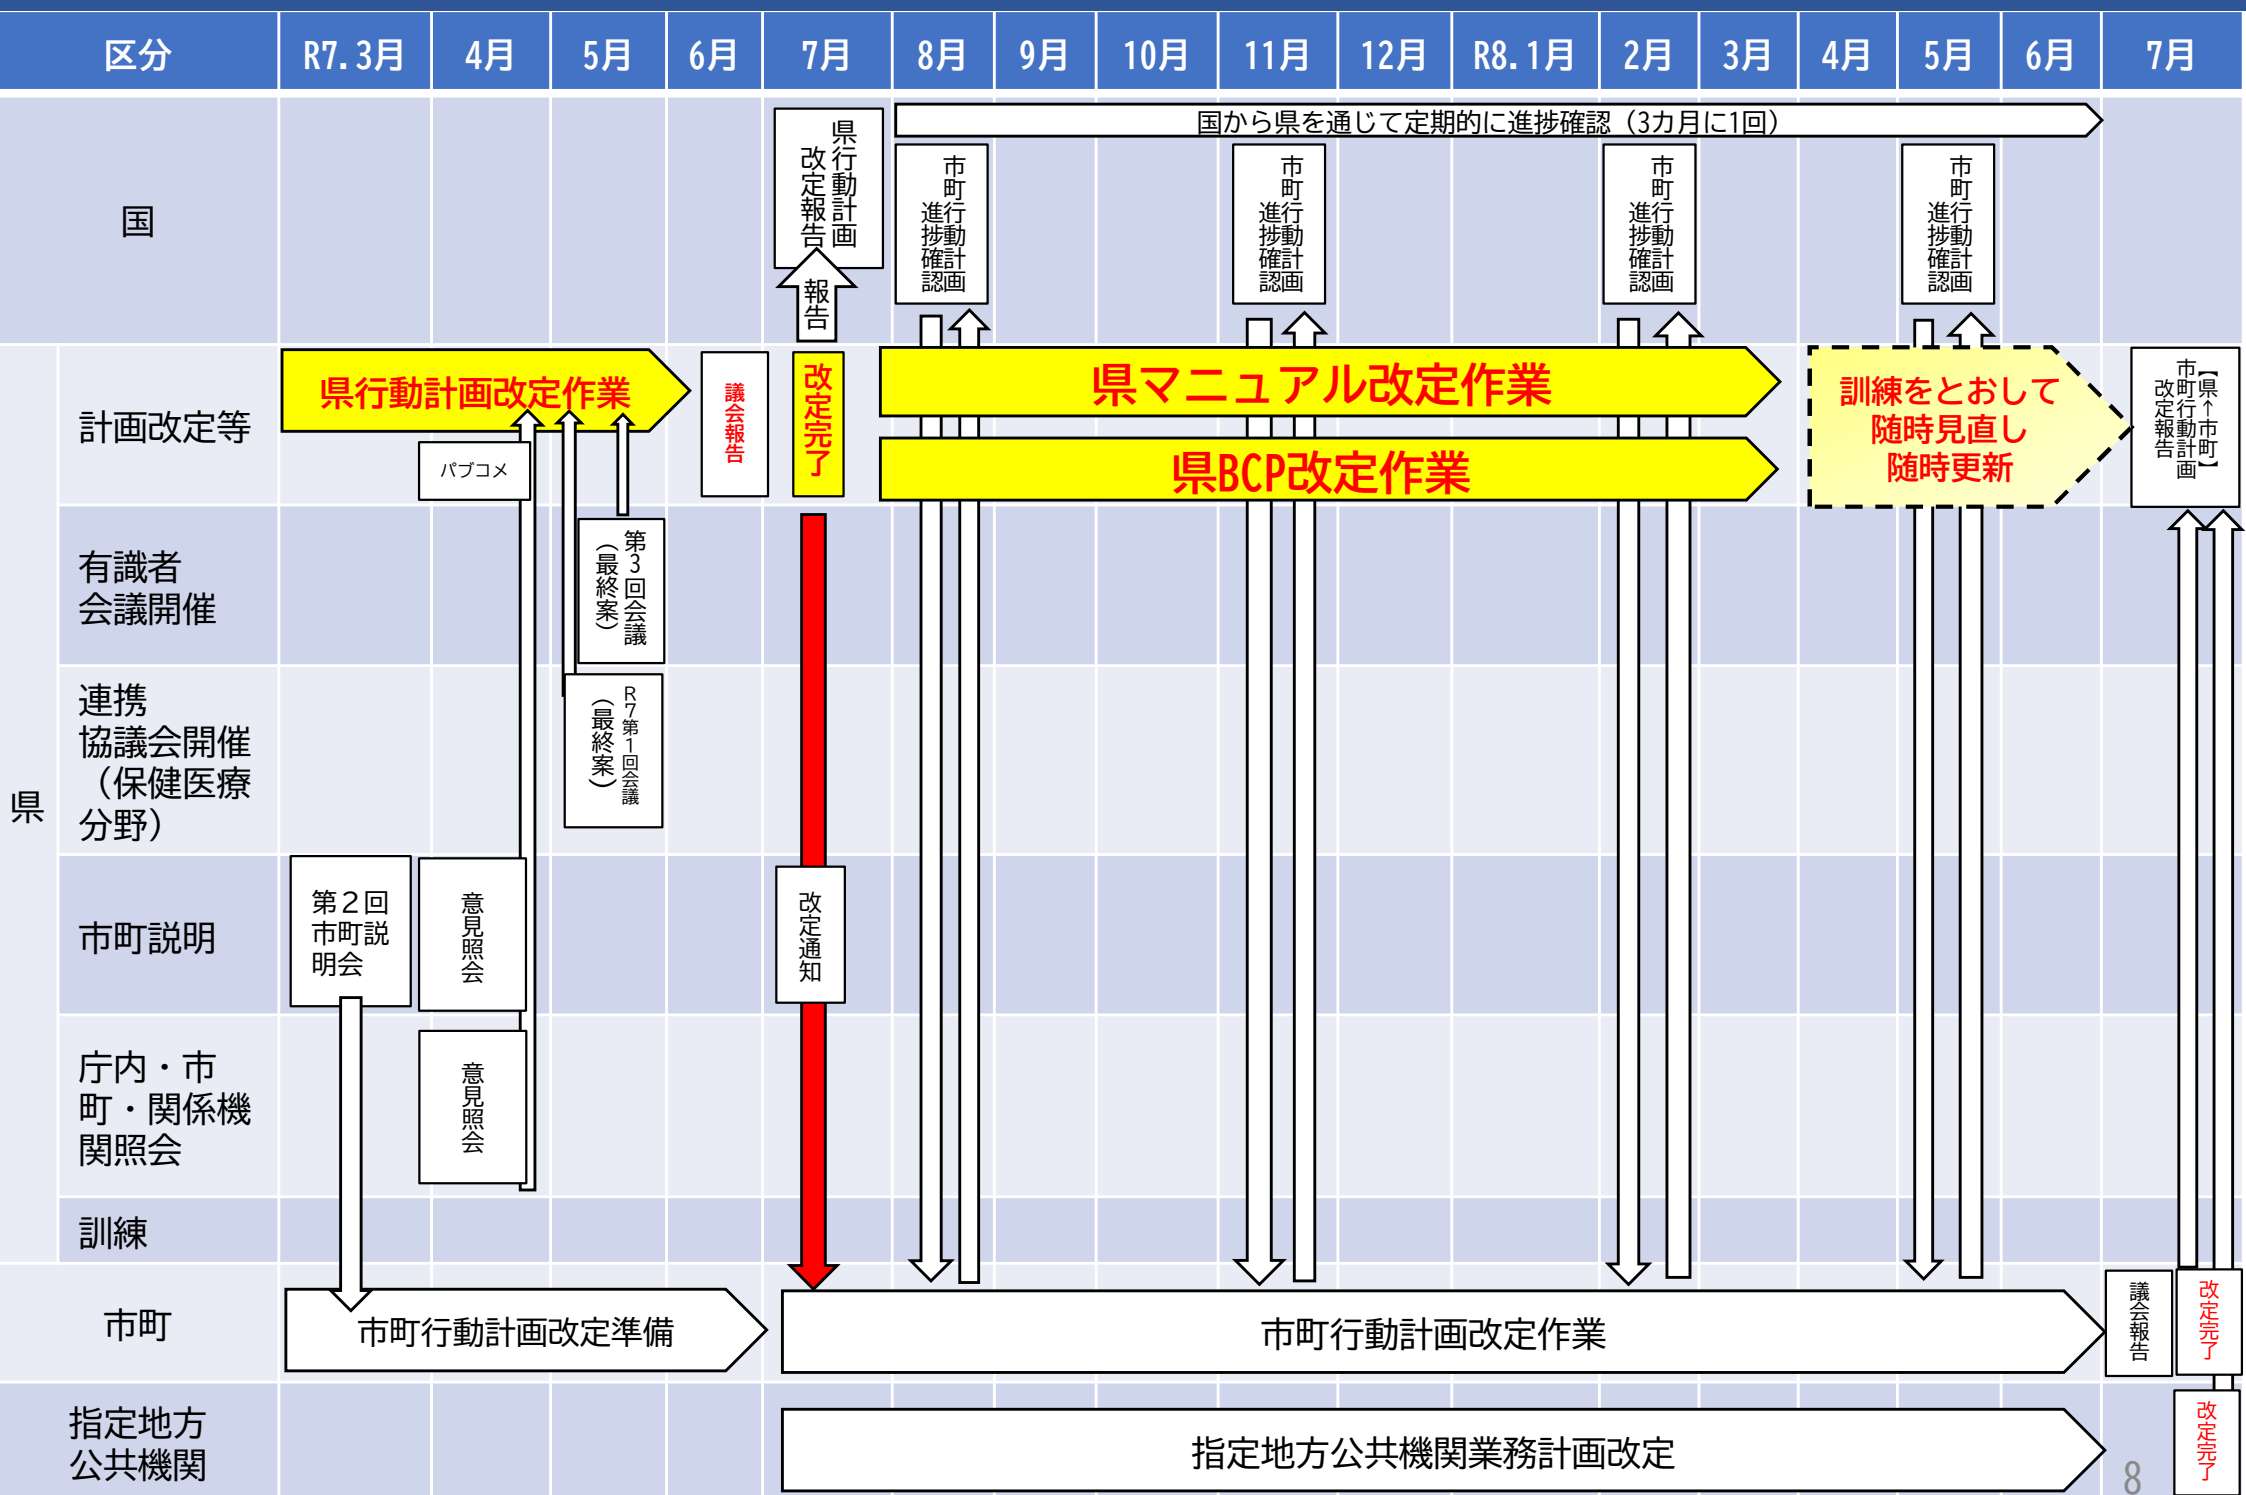 区分
R7.3月
4月
5月
6月
7月
8月
9月
10月
11月
12月
R8.1月
2月
3月
4月
5月
6月
7月
国
県行動計画
改定報告
報告
国から県を通じて定期的に進捗確認（3カ月に1回）
市町行動計画
進捗確認
市町行動計画
進捗確認
市町行動計画
進捗確認
市町行動計画
進捗確認
県
計画改定等
県行動計画改定作業
パブコメ
議会報告
改定完了
県マニュアル改定作業
県BCP改定作業
訓練をとおして
随時見直し
随時更新
【県↑市町】
市町行動計画
改定報告
有識者
会議開催
第3回会議
（最終案）
連携
協議会開催
（保健医療
分野）
R7第1回会議
（最終案）
市町説明
第２回
市町説
明会
意見照会
改定通知
庁内・市
町・関係機
関照会
意見照会
訓練
市町
市町行動計画改定準備
市町行動計画改定作業
議会報告
改定完了
指定地方
公共機関
指定地方公共機関業務計画改定
改定完了
8